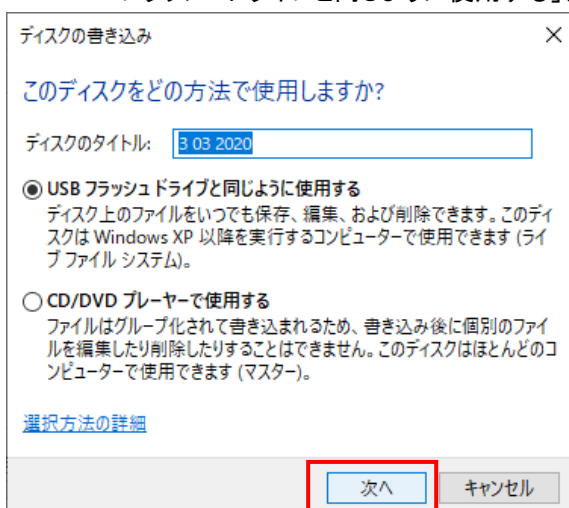 ディスクの書き込み
このディスクをどの方法で使用しますか?
ディスクのタイトル: 3 03 2020
USB フラッシュ ドライブと同じように使用する
ディスク上のファイルをいつでも保存、編集、および削除できます。このディ
スクは Windows XP 以降を実行するコンピューターで使用できます (ライ
ブ ファイル システム)。
CD/DVD プレーヤーで使用する
ファイルはグループ化されて書き込まれるため、書き込み後に個別のファイ
ルを編集したり削除したりすることはできません。このディスクはほとんどのコ
ンピューターで使用できます (マスター)。
選択方法の詳細
次へ キャンセル